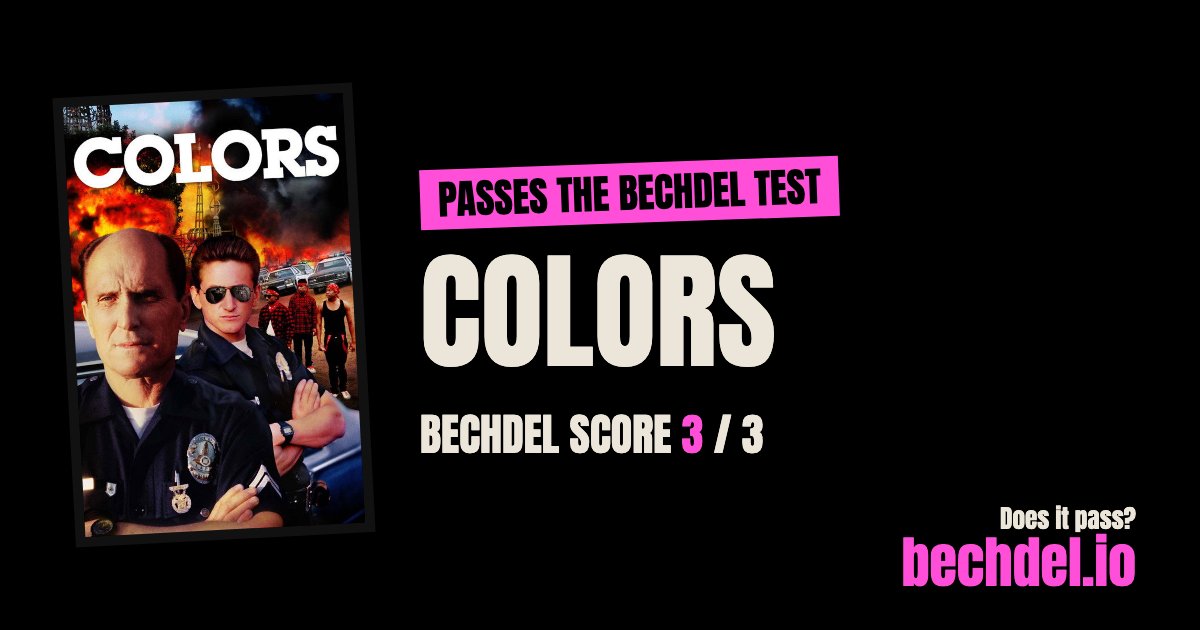 COLORS
PASSES THE BECHDEL TEST
COLORS
BECHDEL SCORE 3 / 3
Does it pass?
bechdel.io